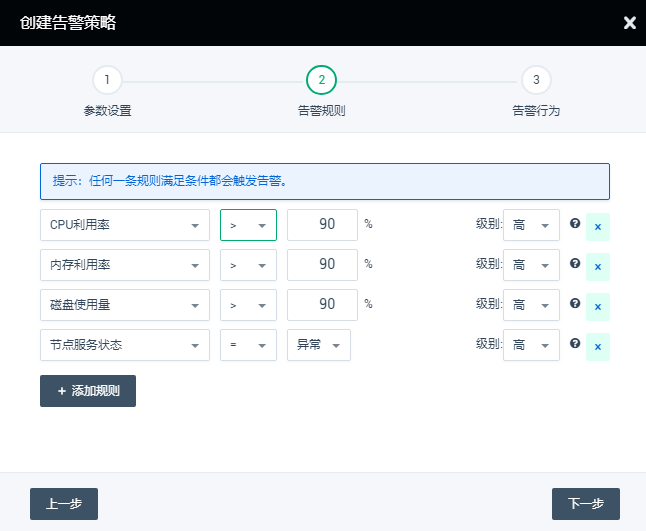 创建告警策略 ×
1 2 3
参数设置 告警规则 告警行为
提示：任何一条规则满足条件都会触发告警。
CPU利用率 > 90 % 级别: 高 ? x
内存利用率 > 90 % 级别: 高 ? x
磁盘使用量 > 90 % 级别: 高 ? x
节点服务状态 = 异常 级别: 高 ? x
+ 添加规则
上一步 下一步